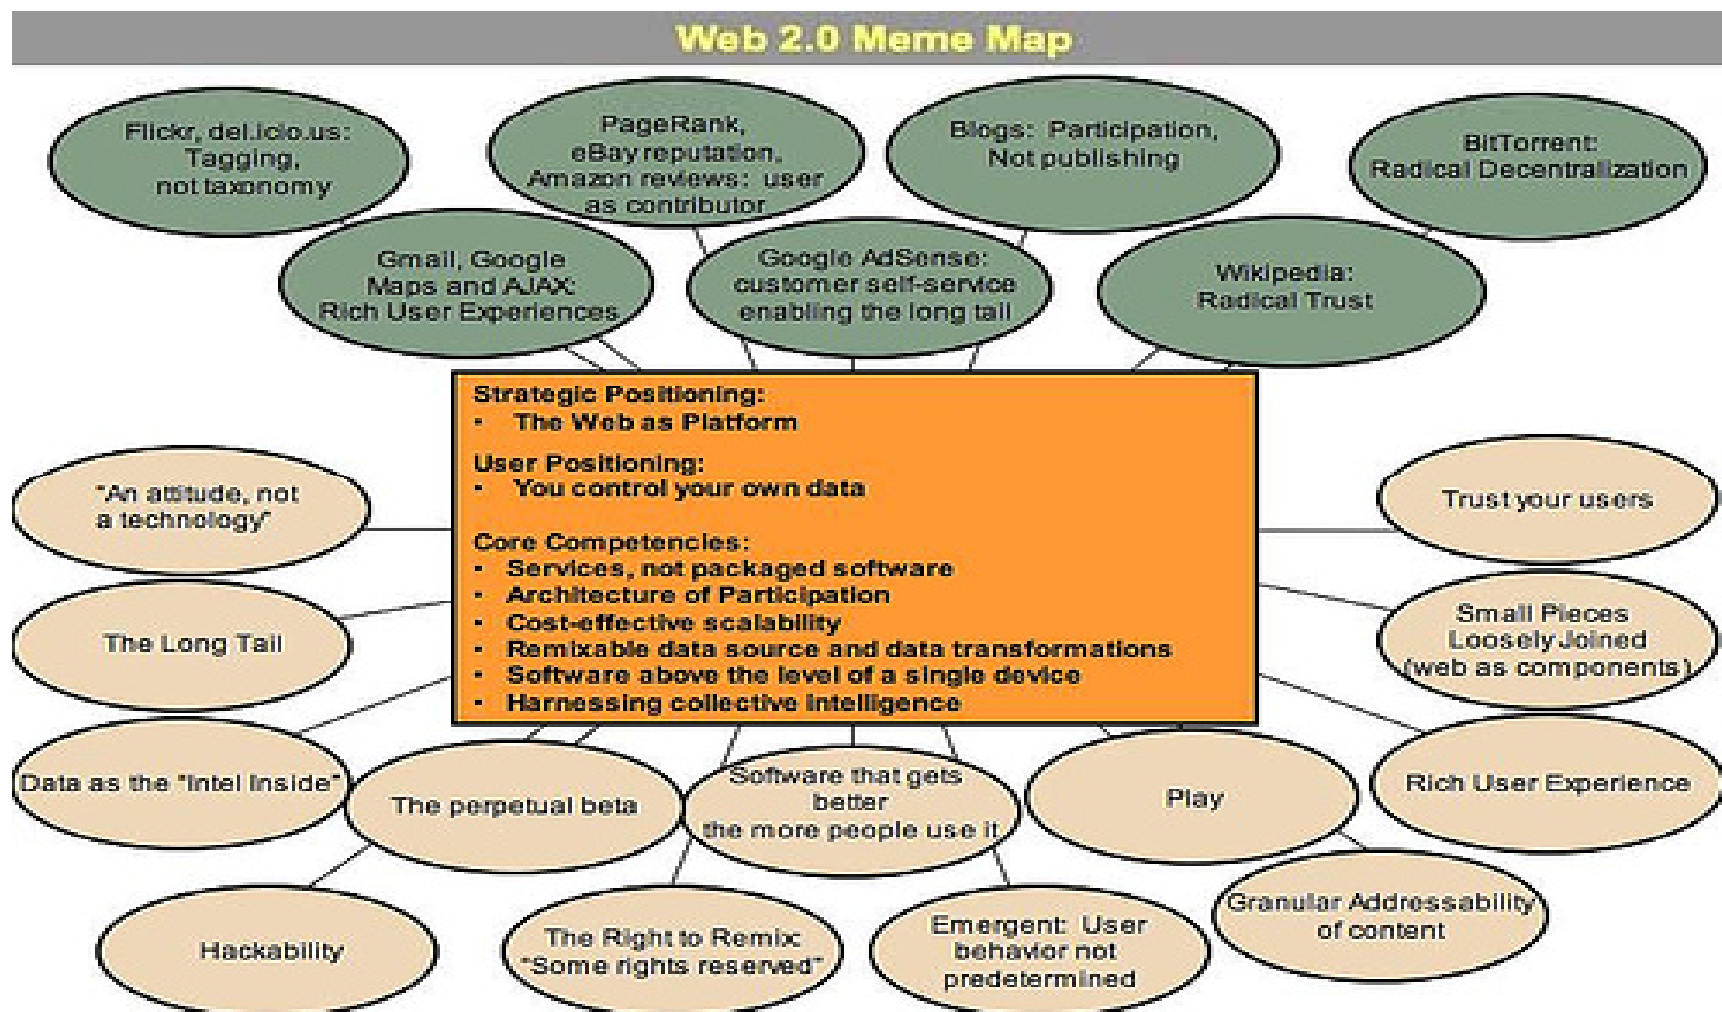 Web 2.0 Meme Map
Flickr, del.icio.us:
Tagging,
not taxonomy
PageRank,
eBay reputation,
Amazon reviews: user
as contributor
Blogs: Participation,
Not publishing
BitTorrent:
Radical Decentralization
Gmail, Google
Maps and AJAX:
Rich User Experiences
Google AdSense:
customer self-service
enabling the long tail
Wikipedia:
Radical Trust
Strategic Positioning:
• The Web as Platform
User Positioning:
• You control your own data
Core Competencies:
• Services, not packaged software
• Architecture of Participation
• Cost-effective scalability
• Remixable data source and data transformations
• Software above the level of a single device
• Harnessing collective intelligence
"An attitude, not
a technology"
The Long Tail
Data as the "Intel Inside"
Trust your users
Small Pieces
Loosely Joined
(web as components)
Rich User Experience
The perpetual beta
Software that gets
better
the more people use it
Play
Hackability
The Right to Remix:
"Some rights reserved"
Emergent: User
behavior not
predetermined
Granular Addressability
of content